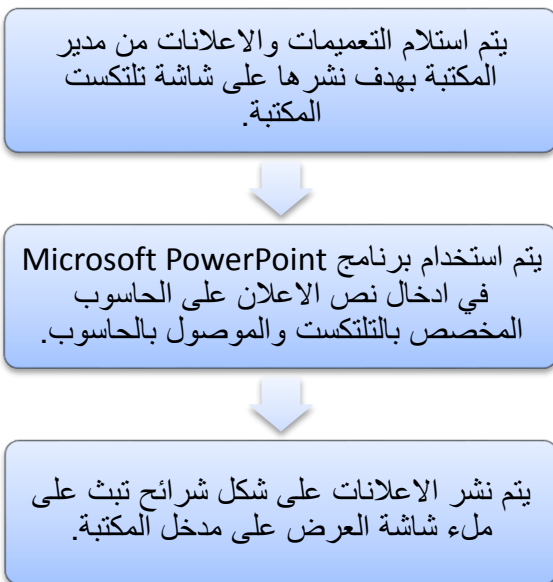 يتم استلام التعميمات والاعلانات من مدير
المكتبة بهدف نشرها على شاشة تلتكست
المكتبة.
يتم استخدام برنامج Microsoft PowerPoint
في ادخال نص الاعلان على الحاسوب
المخصص بالتلتكست والموصول بالحاسوب.
يتم نشر الاعلانات على شكل شرائح تبث على
ملء شاشة العرض على مدخل المكتبة.